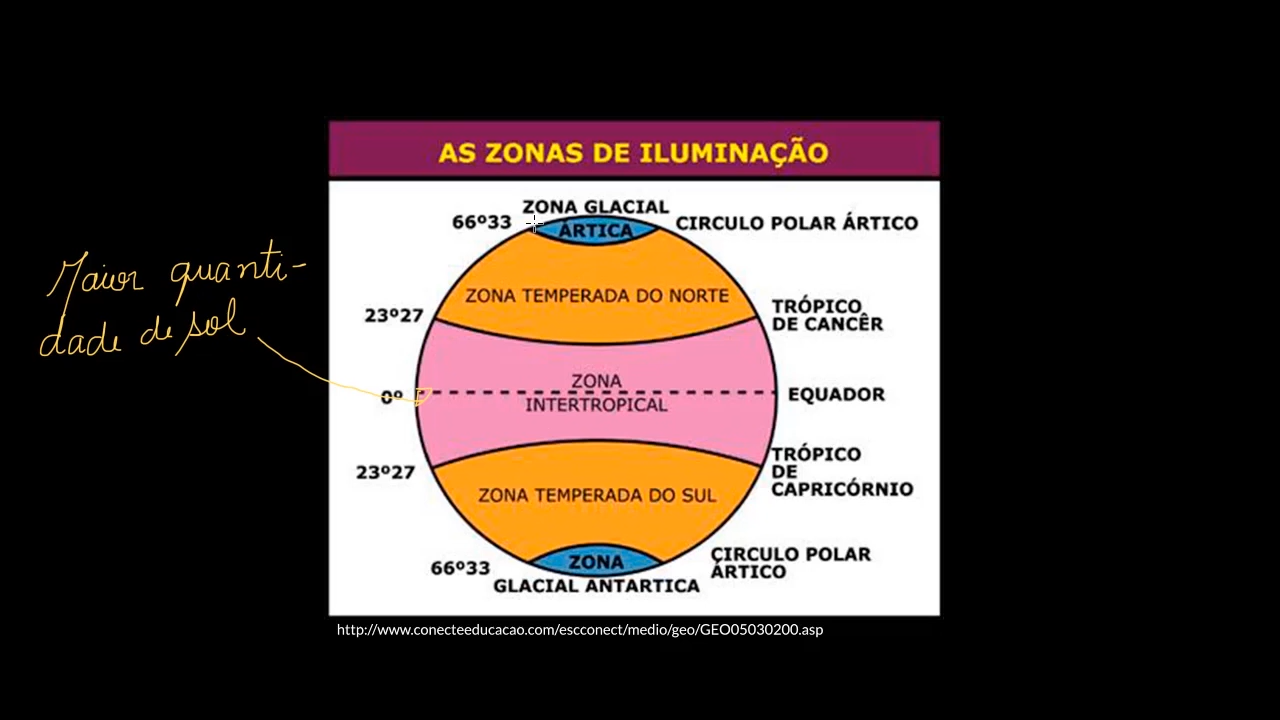 AS ZONAS DE ILUMINAÇÃO
ZONA GLACIAL
66º33
ÁRTICA
CIRCULO POLAR ÁRTICO
Maior quanti-
dade de sol
ZONA TEMPERADA DO NORTE
23º27
TRÓPICO
DE CANCÊR
ZONA
0º
EQUADOR
INTERTROPICAL
23º27
TRÓPICO
DE
CAPRICÓRNIO
ZONA TEMPERADA DO SUL
66º33
ZONA
GLACIAL ANTARTICA
CIRCULO POLAR
ÁRTICO
http://www.conecteeducacao.com/escconect/medio/geo/GEO05030200.asp